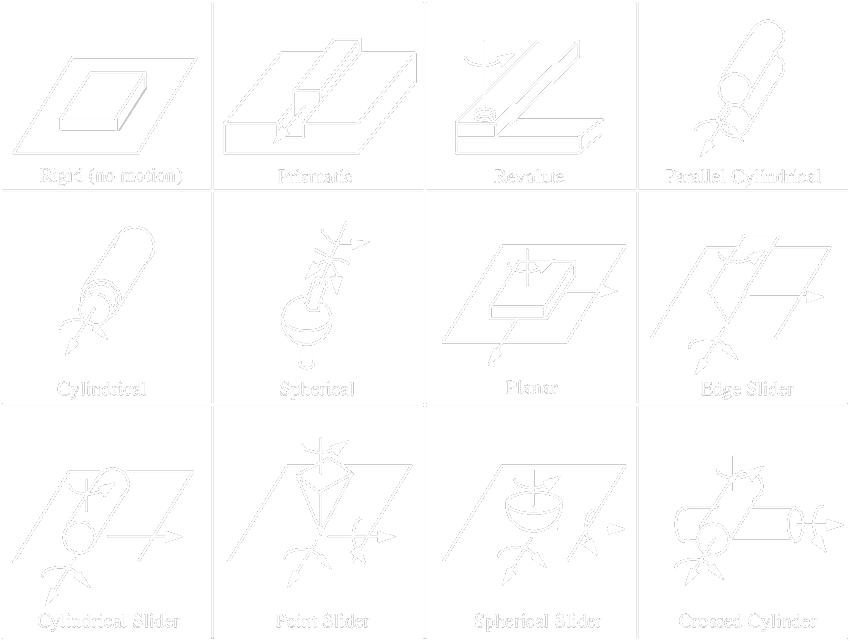 Rigid (no motion)
Prismatic
Revolute
Parallel Cylindrical
Cylindrical
Spherical
Planar
Edge Slider
Cylindrical Slider
Point Slider
Spherical Slider
Crossed Cylinder